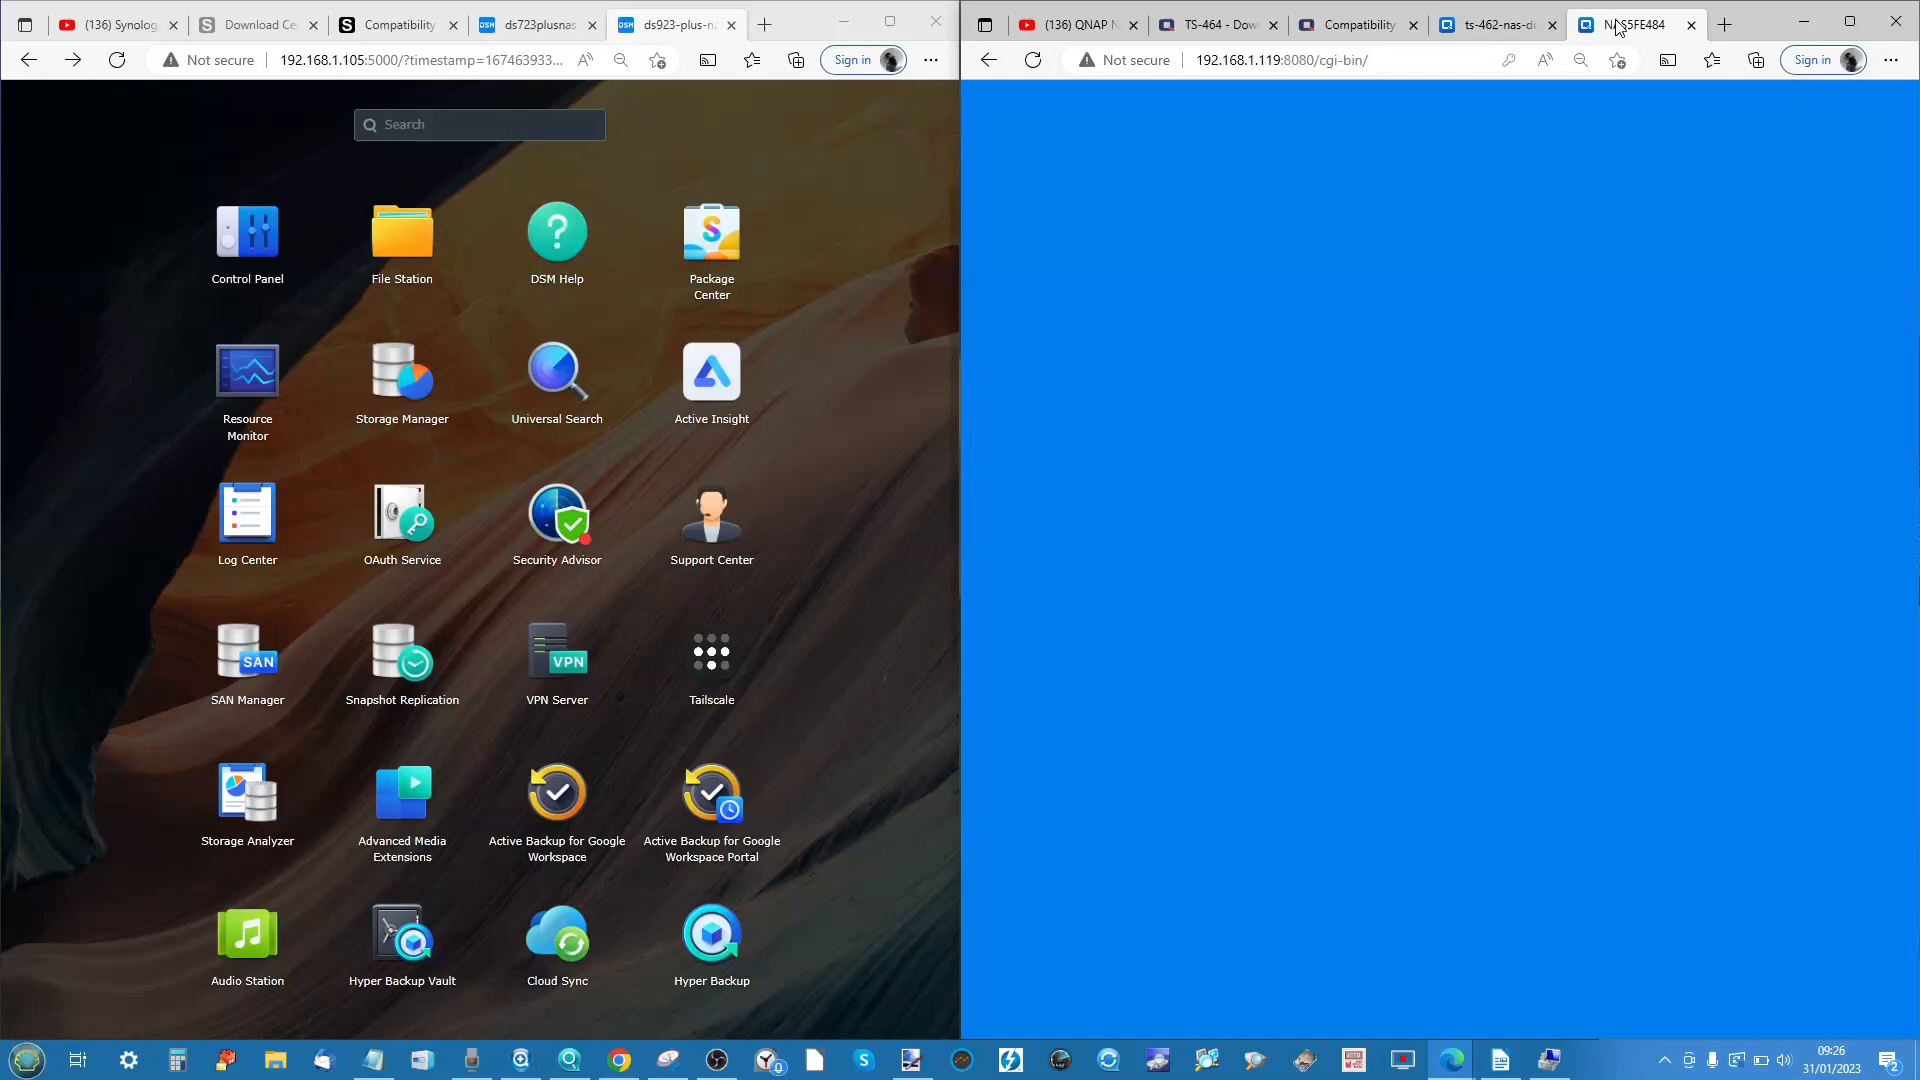 (136) Synolog
Download Ce
Compatibility
DSM
ds723plusnas
DSM
ds923-plus-n
(136) QNAP N
TS-464 - Dow
Compatibility
ts-462-nas-d
NAS5FE484
Not secure
192.168.1.105:5000/?timestamp=167463933...
Sign in
Not secure
192.168.1.119:8080/cgi-bin/
Sign in
Search
Control Panel
File Station
DSM Help
Package
Center
Resource
Monitor
Storage Manager
Universal Search
Active Insight
Log Center
OAuth Service
Security Advisor
Support Center
SAN
VPN
SAN Manager
Snapshot Replication
VPN Server
Tailscale
Storage Analyzer
Advanced Media
Extensions
Active Backup for Google
Workspace
Active Backup for Google
Workspace Portal
Audio Station
Hyper Backup Vault
Cloud Sync
Hyper Backup
09:26
31/01/2023
2